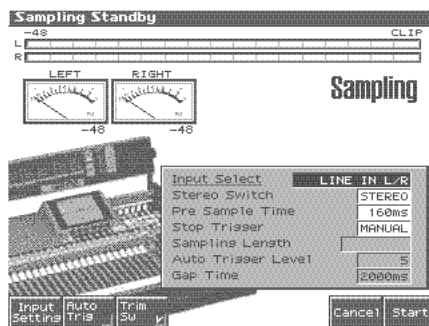 Sampling Standby
-48 CLIP
L
R
LEFT RIGHT
-48 -48
Sampling
Input Select LINE IN L/R
Stereo Switch STEREO
Pre Sample Time 160ms
Stop Trigger MANUAL
Sampling Length
Auto Trigger Level 5
Gap Time 2000ms
Input Setting Auto Trig Trim Sw Cancel Start